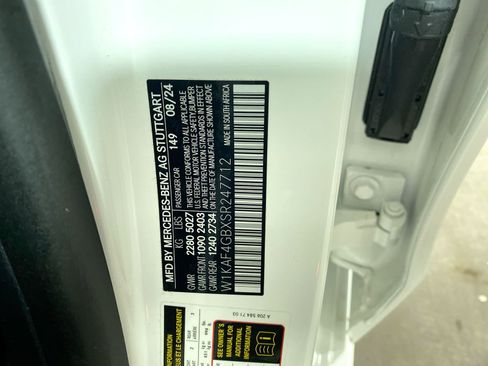 MFD BY MERCEDES-BENZ AG STUTTGART
PASSENGER CAR 149 08/24
KG LBS
2280 5027
GAWR FRONT 1090 2403
GAWR REAR 1240 2734
THIS VEHICLE CONFORMS TO ALL APPLICABLE
U.S. FEDERAL MOTOR VEHICLE SAFETY, BUMPER
AND THEFT PREVENTION STANDARDS IN EFFECT
ON THE DATE OF MANUFACTURE SHOWN ABOVE
W1KAF4GBXSR247712
MADE IN SOUTH AFRICA
A 206 584 71 03
SEE OWNER'S
MANUAL FOR
ADDITIONAL
INFORMATION
INFORMATION
US ET LE CHARGEMENT